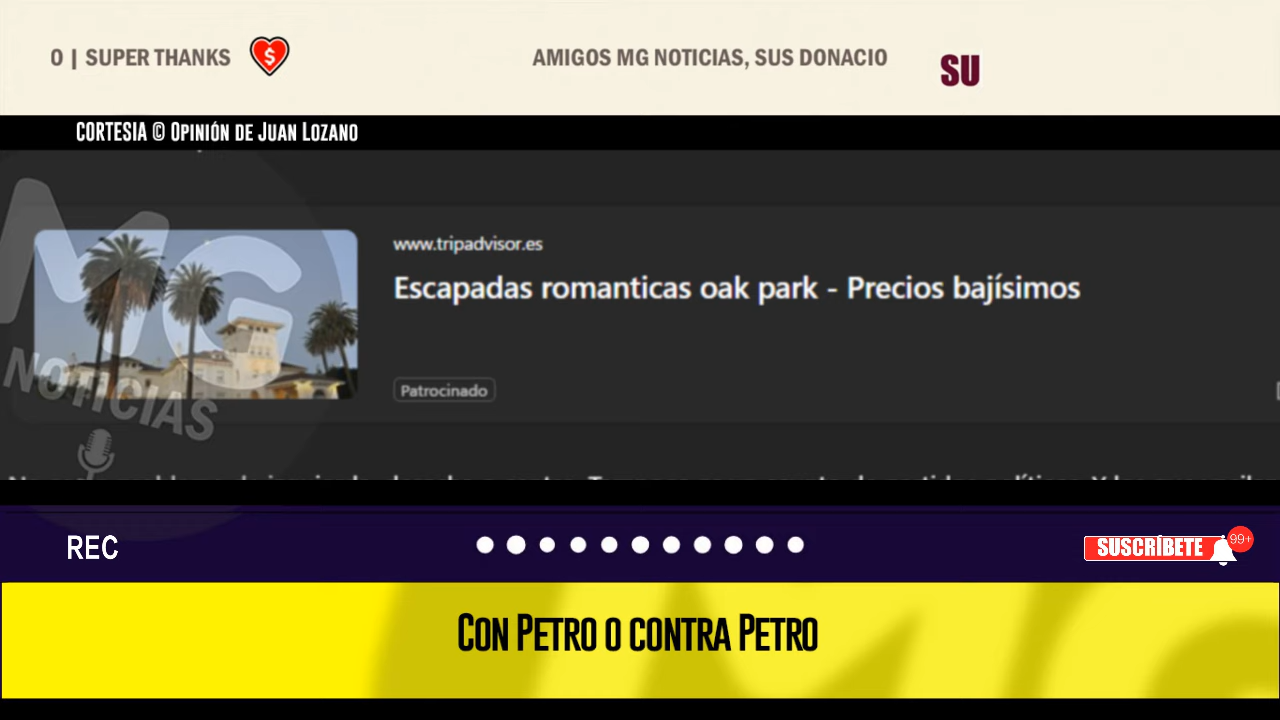 O | SUPER THANKS $ AMIGOS MG NOTICIAS, SUS DONACIO SU
CORTESIA © OPINIÓN DE JUAN LOZANO
www.tripadvisor.es
Escapadas romanticas oak park - Precios bajísimos
Patrocinado
MG
NOTICIAS
REC SUSCRÍBETE 99+
CON PETRO O CONTRA PETRO